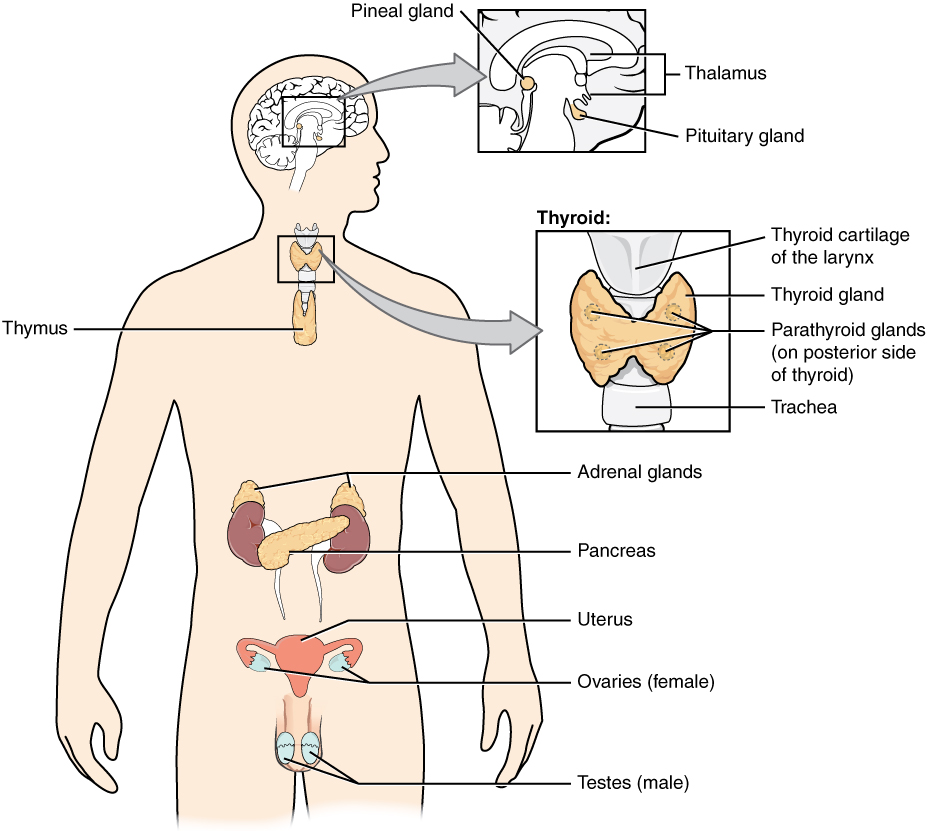 Pineal gland
Thalamus
Pituitary gland
Thyroid:
Thyroid cartilage
of the larynx
Thyroid gland
Parathyroid glands
(on posterior side
of thyroid)
Trachea
Thymus
Adrenal glands
Pancreas
Uterus
Ovaries (female)
Testes (male)